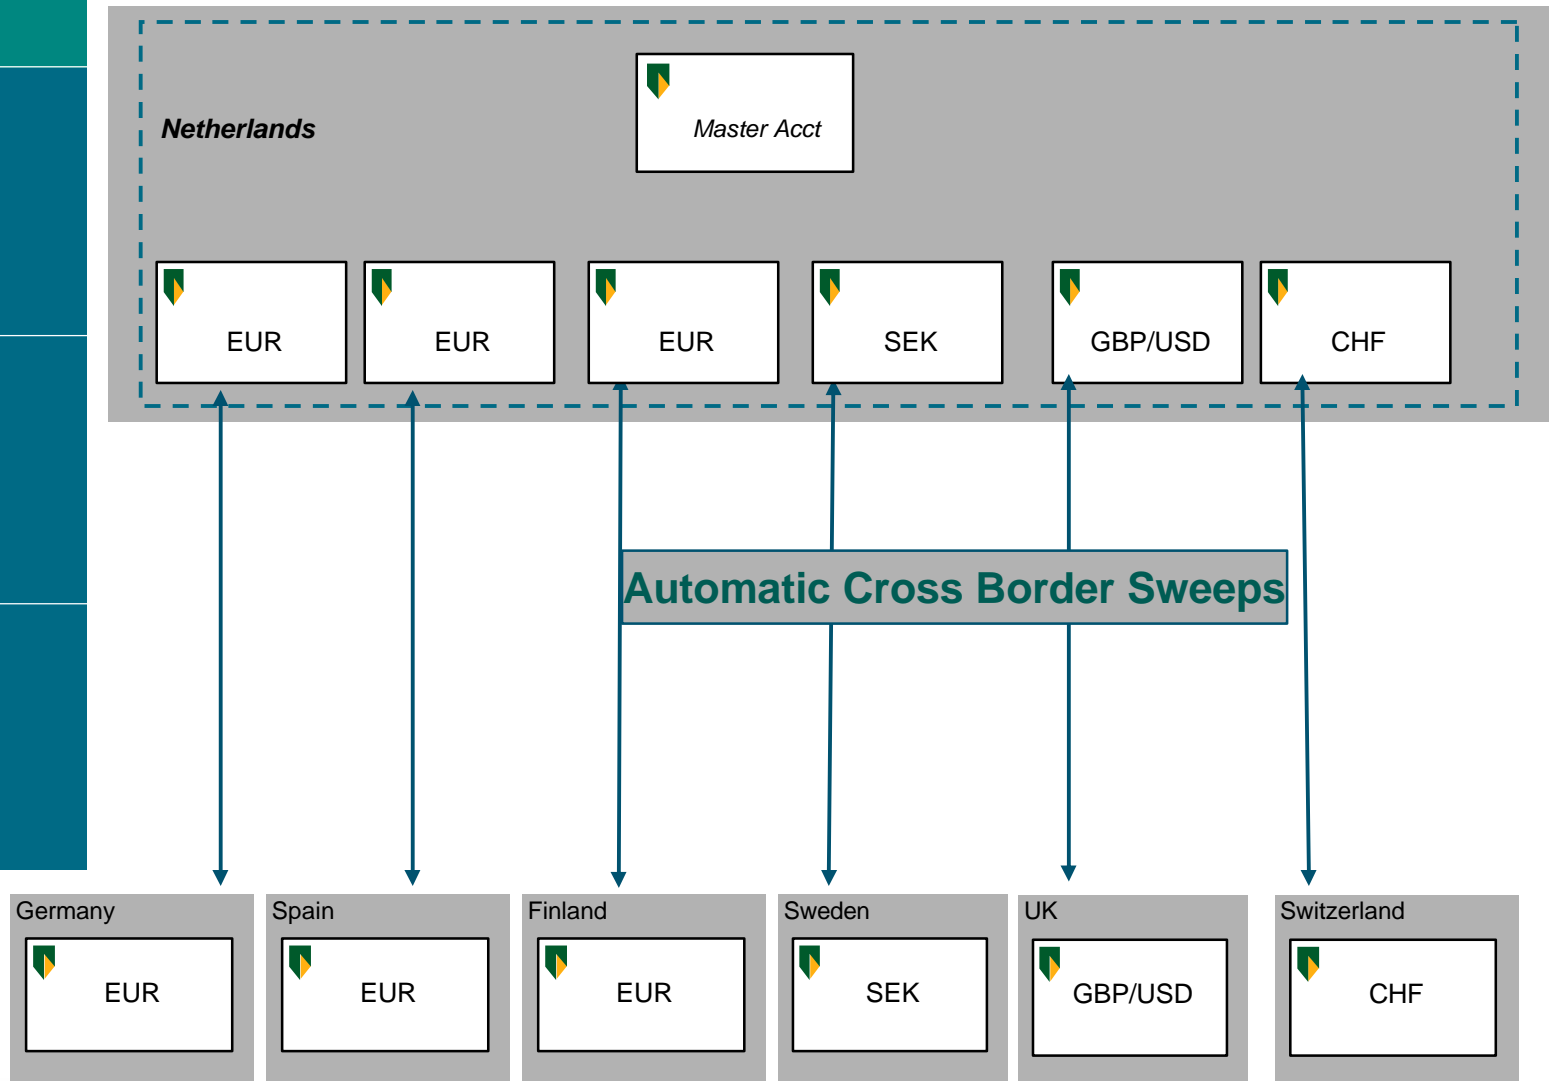 Netherlands
Master Acct
EUR
EUR
EUR
SEK
GBP/USD
CHF
Automatic Cross Border Sweeps
Germany
Spain
Finland
Sweden
UK
Switzerland
EUR
EUR
EUR
SEK
GBP/USD
CHF